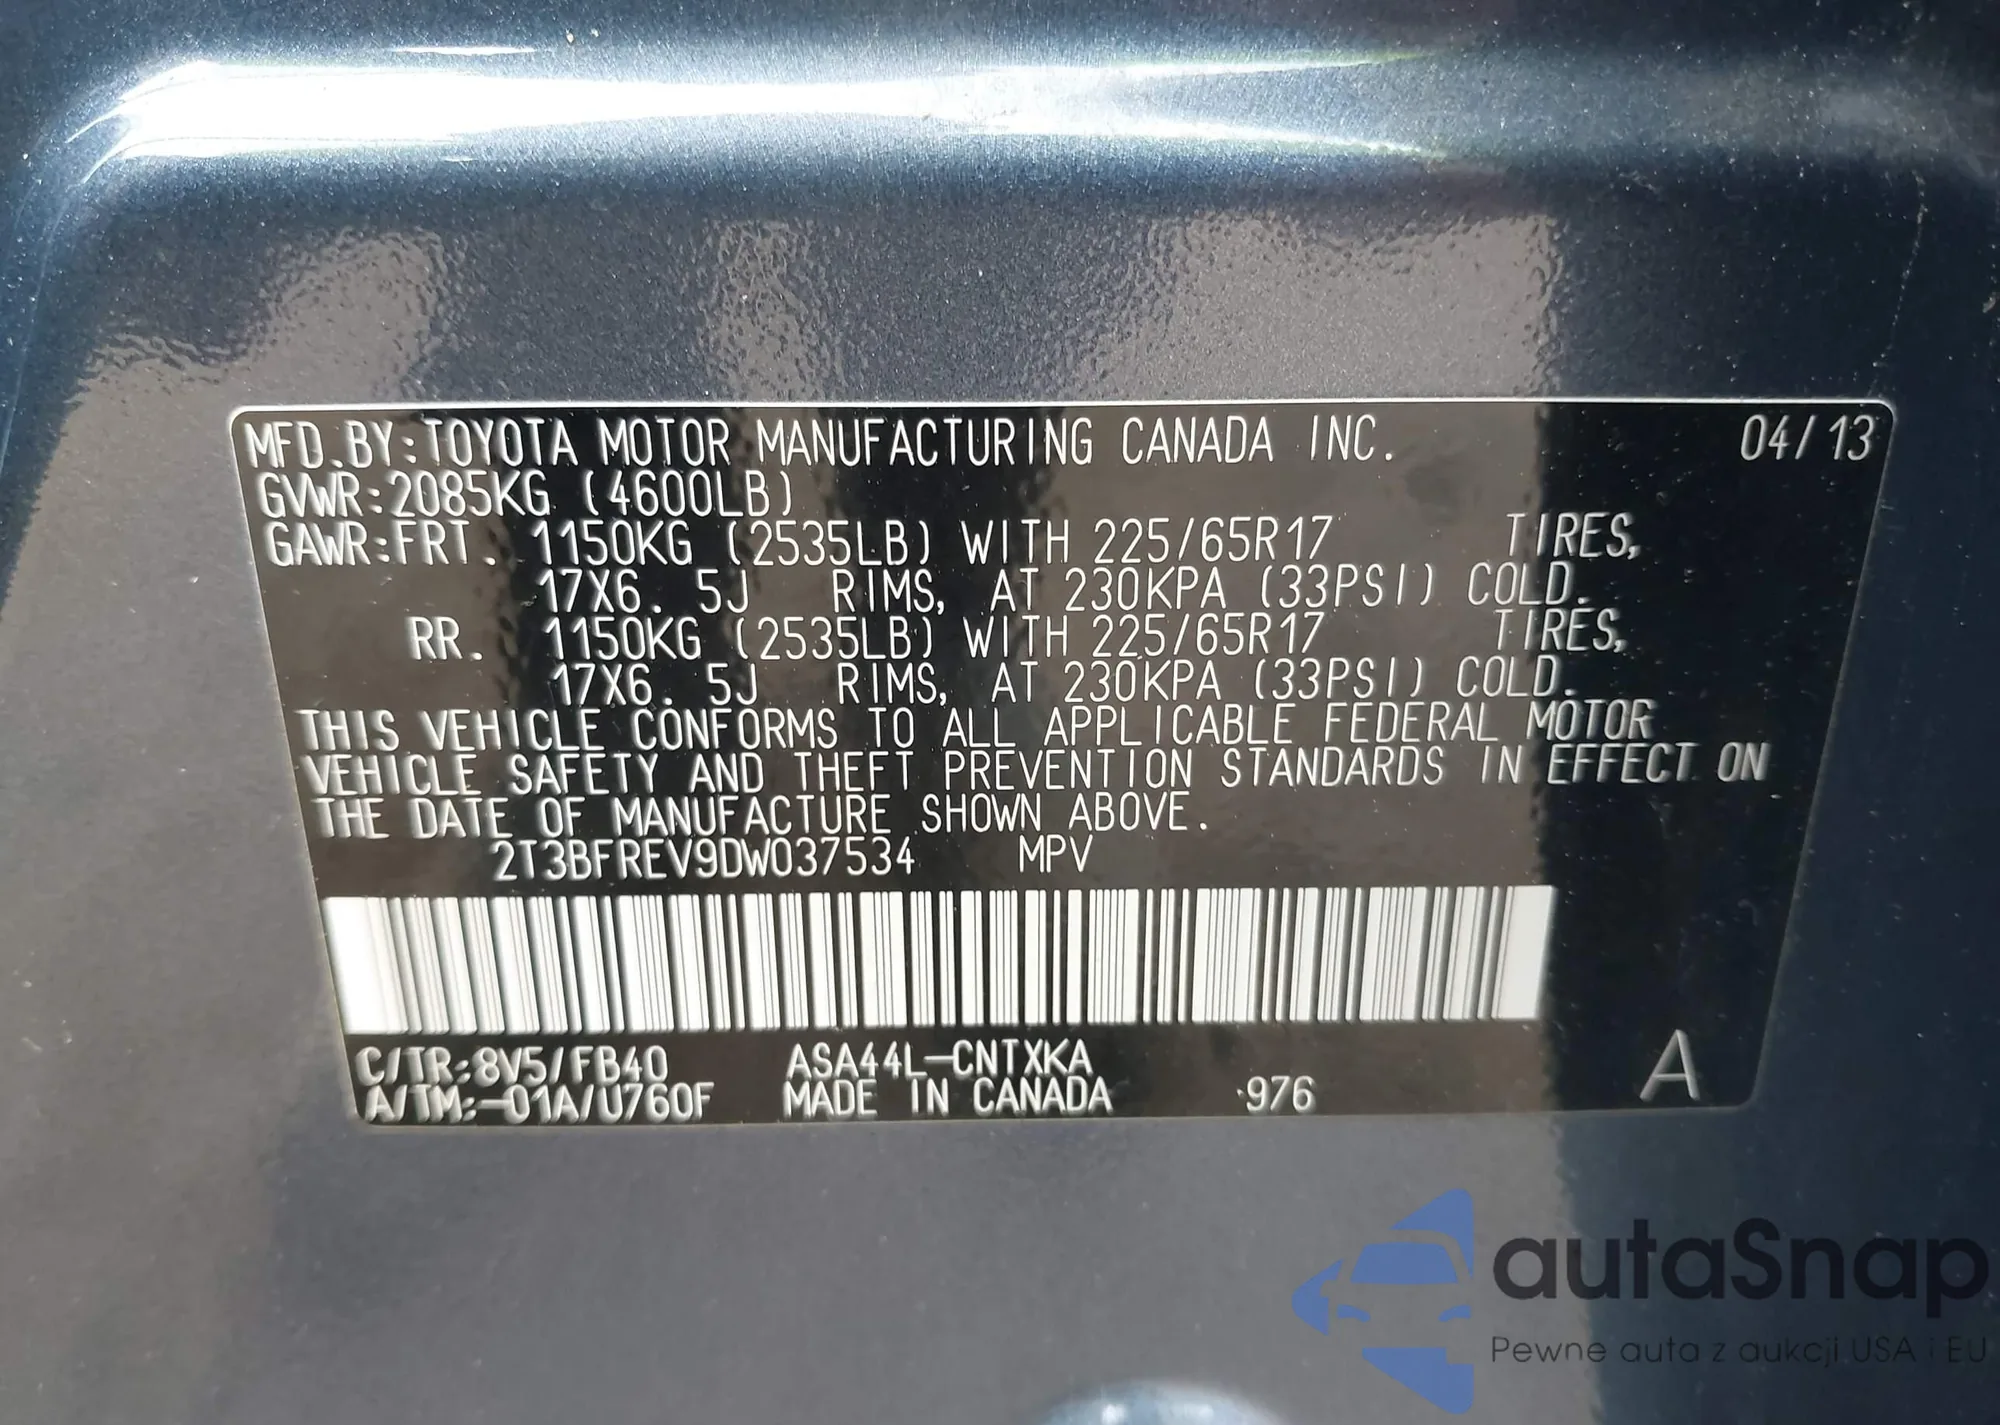 MFD.BY:TOYOTA MOTOR MANUFACTURING CANADA INC. 04/13
GVWR:2085KG (4600LB)
GAWR:FRT. 1150KG (2535LB) WITH 225/65R17 TIRES,
17X6.5J RIMS, AT 230KPA (33PSI) COLD.
RR. 1150KG (2535LB) WITH 225/65R17 TIRES,
17X6.5J RIMS, AT 230KPA (33PSI) COLD.
THIS VEHICLE CONFORMS TO ALL APPLICABLE FEDERAL MOTOR
VEHICLE SAFETY AND THEFT PREVENTION STANDARDS IN EFFECT ON
THE DATE OF MANUFACTURE SHOWN ABOVE.
2T3BFREV9DW037534 MPV
C/TR:8V5/FB40 ASA44L-CNTXKA
A/TM:-01A/U760F MADE IN CANADA 976 A
autaSnap
Pewne auta z aukcji USA i EU